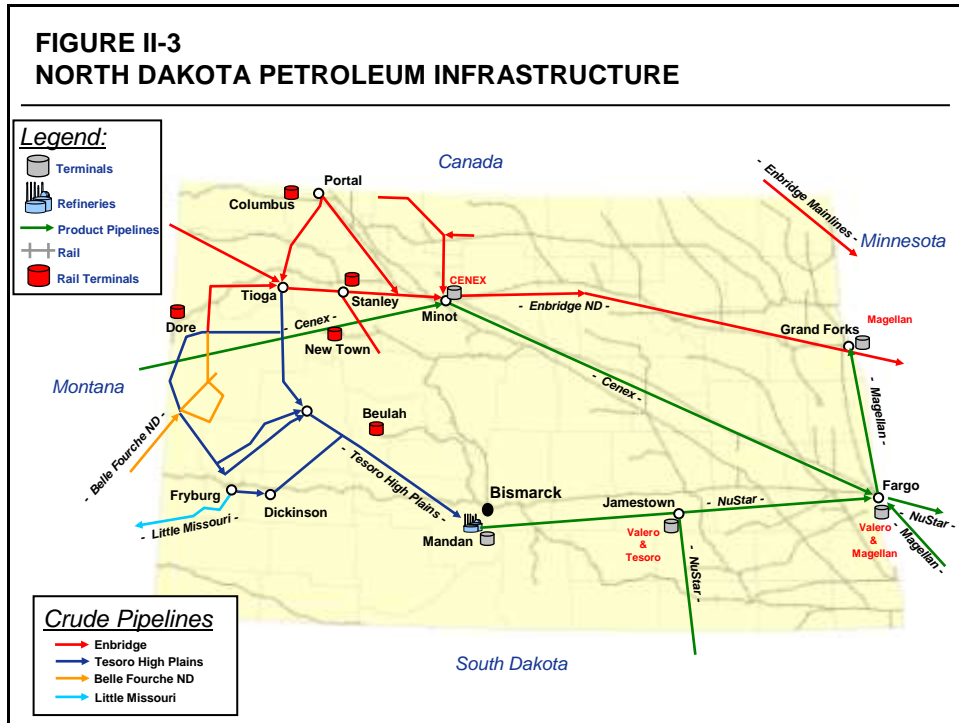 FIGURE II-3
NORTH DAKOTA PETROLEUM INFRASTRUCTURE
Legend:
Terminals
Refineries
Product Pipelines
Rail
Rail Terminals
Canada
Portal
Columbus
- Enbridge Mainlines -
Minnesota
CENEX
Tioga
Stanley
Minot
- Enbridge ND -
Dore
- Cenex -
New Town
Grand Forks
Magellan
Montana
- Cenex -
- Magellan -
Beulah
- Belle Fourche ND -
- Tesoro High Plains -
Fryburg
Dickinson
Bismarck
Jamestown
- NuStar -
Fargo
- Little Missouri -
Mandan
Valero
&
Tesoro
- NuStar -
Valero
&
Magellan
- NuStar -
- Magellan -
South Dakota
Crude Pipelines
Enbridge
Tesoro High Plains
Belle Fourche ND
Little Missouri